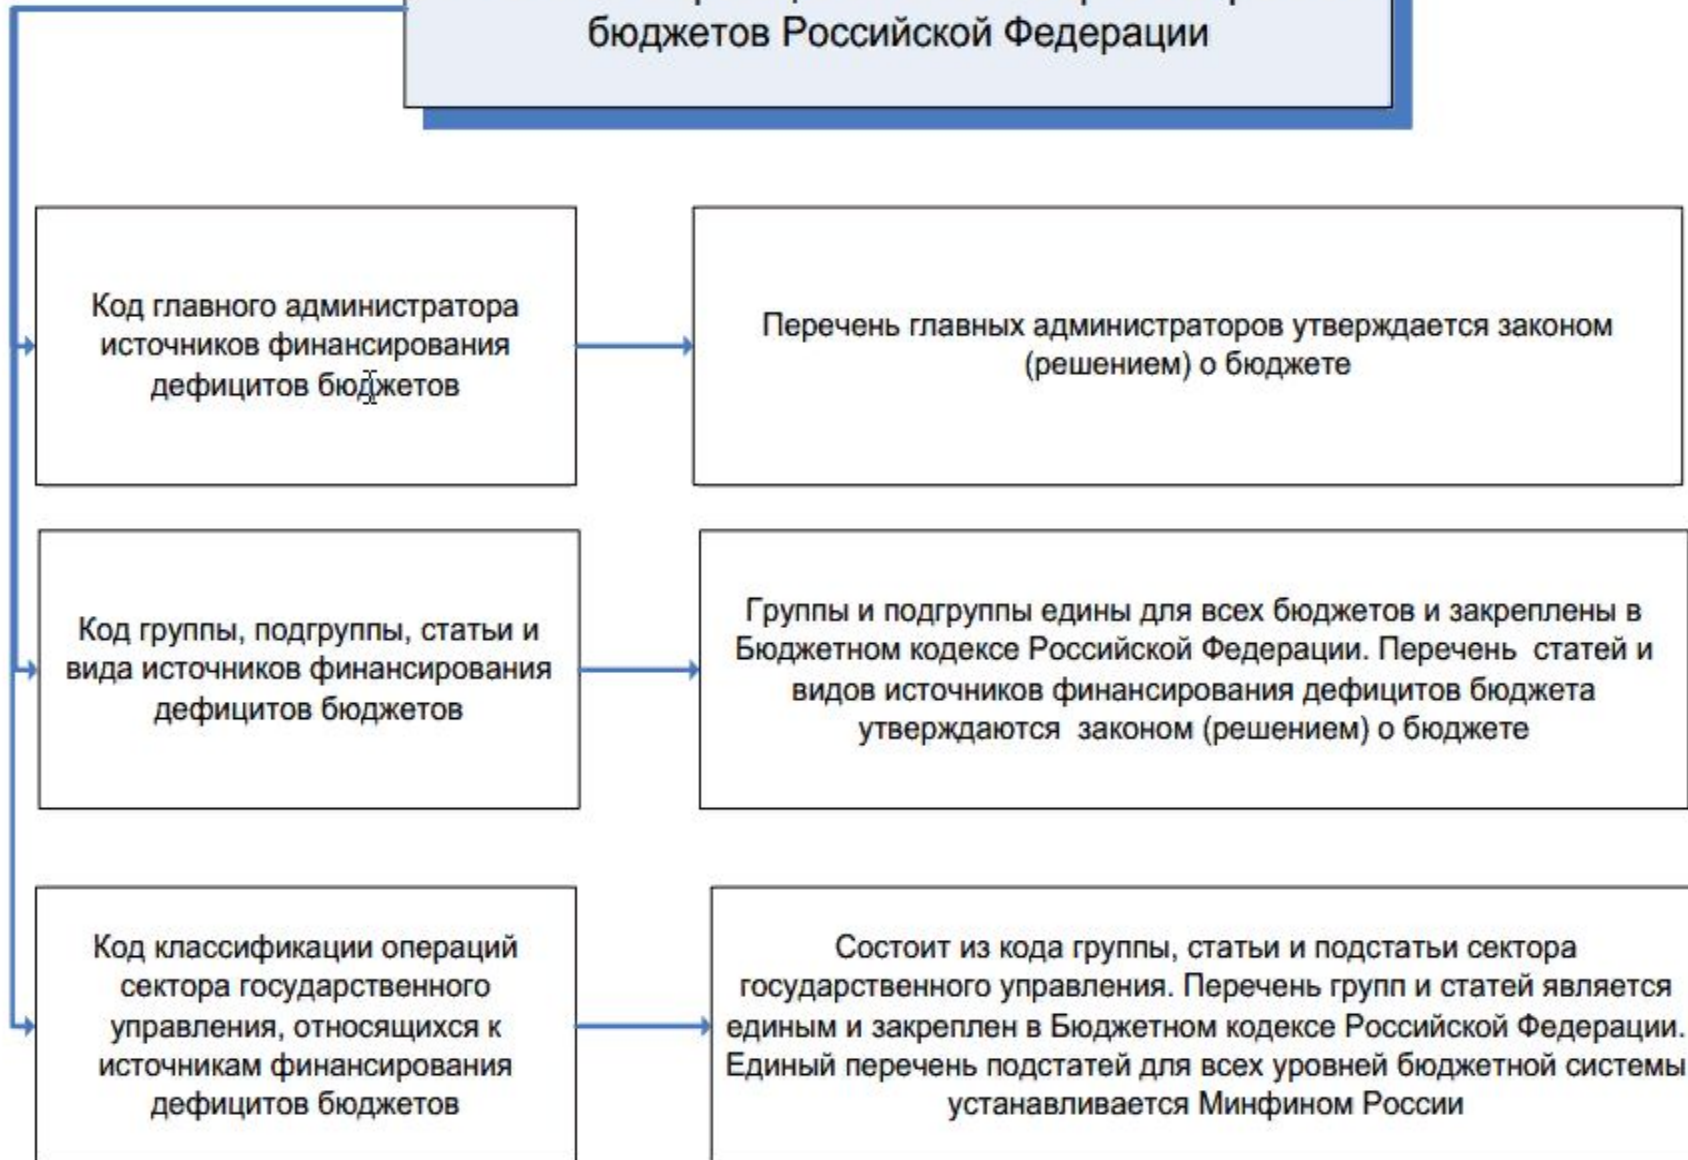 бюджетов Российской Федерации
Код главного администратора
источников финансирования
дефицитов бюджетов
Перечень главных администраторов утверждается законом
(решением) о бюджете
Код группы, подгруппы, статьи и
вида источников финансирования
дефицитов бюджетов
Группы и подгруппы едины для всех бюджетов и закреплены в
Бюджетном кодексе Российской Федерации. Перечень статей и
видов источников финансирования дефицитов бюджета
утверждаются законом (решением) о бюджете
Код классификации операций
сектора государственного
управления, относящихся к
источникам финансирования
дефицитов бюджетов
Состоит из кода группы, статьи и подстатьи сектора
государственного управления. Перечень групп и статей является
единым и закреплен в Бюджетном кодексе Российской Федерации.
Единый перечень подстатей для всех уровней бюджетной системы
устанавливается Минфином России